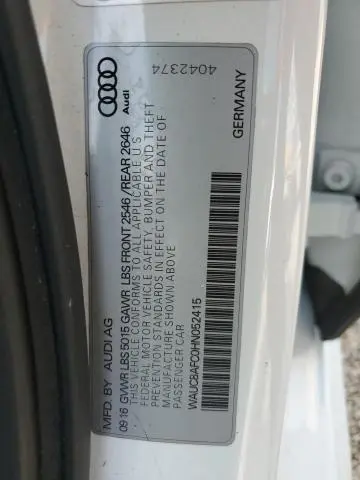 Audi
4042374
MFD. BY AUDI AG
09 16 GVWR LBS 5015 GAWR LBS FRONT 2546 / REAR 2646
THIS VEHICLE CONFORMS TO ALL APPLICABLE U S
FEDERAL MOTOR VEHICLE SAFETY, BUMPER AND THEFT
PREVENTION STANDARDS IN EFFECT ON THE DATE OF
MANUFACTURE SHOWN ABOVE
PASSENGER CAR
WAUC8AFC0HN052415
GERMANY